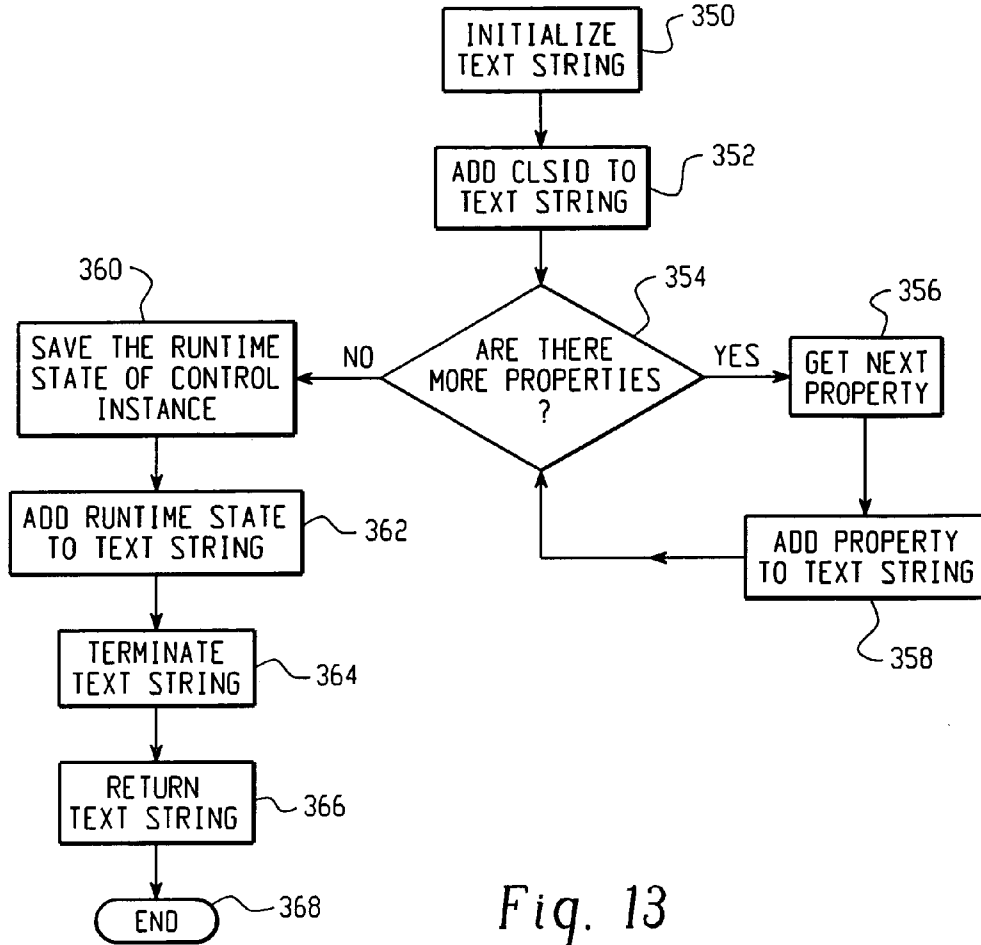 INITIALIZE
TEXT STRING
350
ADD CLSID TO
TEXT STRING
352
354
ARE THERE
MORE PROPERTIES
?
NO
YES
356
GET NEXT
PROPERTY
ADD PROPERTY
TO TEXT STRING
358
360
SAVE THE RUNTIME
STATE OF CONTROL
INSTANCE
ADD RUNTIME STATE
TO TEXT STRING
362
TERMINATE
TEXT STRING
364
RETURN
TEXT STRING
366
END
368
Fig. 13